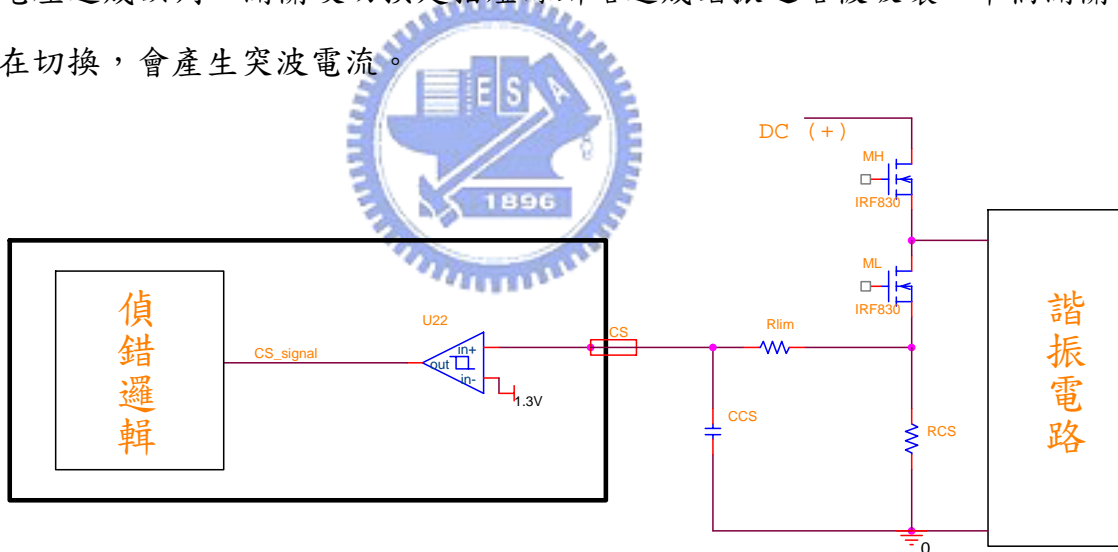 在切換,會產生突波電流。
E S A
1896
DC (+)
MH
IRF830
ML
IRF830
偵錯邏輯
CS_signal
U22
in+
out
in-
1.3V
CS
Rlim
CCS
RCS
0
諧振電路